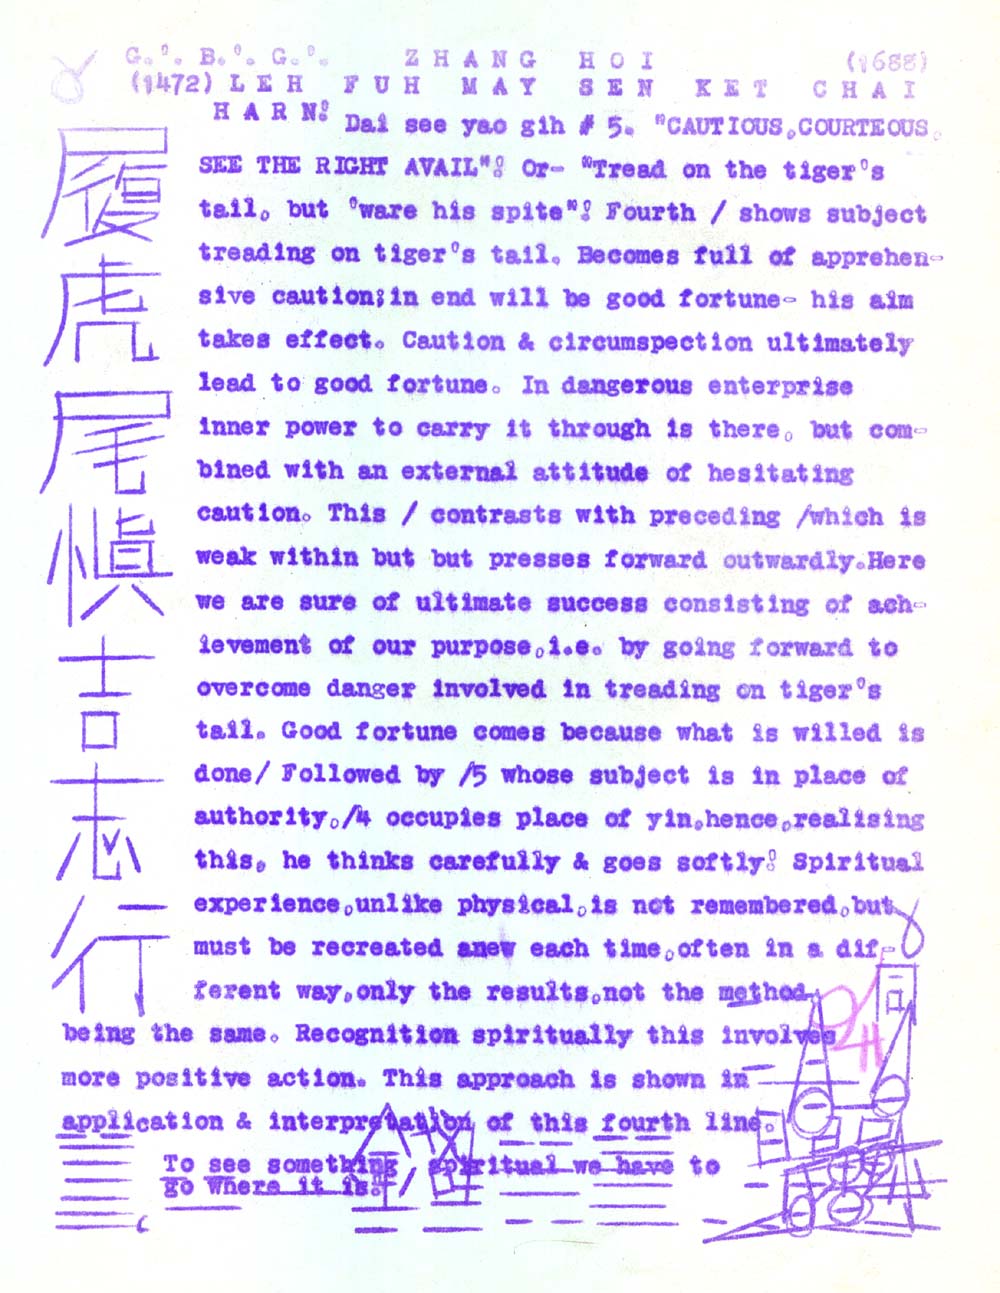 G.'. B.'. G.'. ZHANG HOI (1688)
(1472) LEH FUH MAY SEN KET CHAI
HARN! Dai see yao gih # 5. "CAUTIOUS,COURTEOUS,
SEE THE RIGHT AVAIL"! Or- "Tread on the tiger's
tail, but 'ware his spite"! Fourth / shows subject
treading on tiger's tail. Becomes full of apprehen-
sive caution;in end will be good fortune- his aim
takes effect. Caution & circumspection ultimately
lead to good fortune. In dangerous enterprise
inner power to carry it through is there, but com-
bined with an external attitude of hesitating
caution. This / contrasts with preceding /which is
weak within but but presses forward outwardly.Here
we are sure of ultimate success consisting of ach-
ievement of our purpose,i.e. by going forward to
overcome danger involved in treading on tiger's
tail. Good fortune comes because what is willed is
done/ Followed by /5 whose subject is in place of
authority,/4 occupies place of yin,hence,realising
this, he thinks carefully & goes softly! Spiritual
experience,unlike physical,is not remembered,but
must be recreated anew each time,often in a dif-
ferent way,only the results,not the method
being the same. Recognition spiritually this involves
more positive action. This approach is shown in
application & interpretation of this fourth line.
To see something spiritual we have to
go where it is!
履
虎
尾
慎
吉
志
行